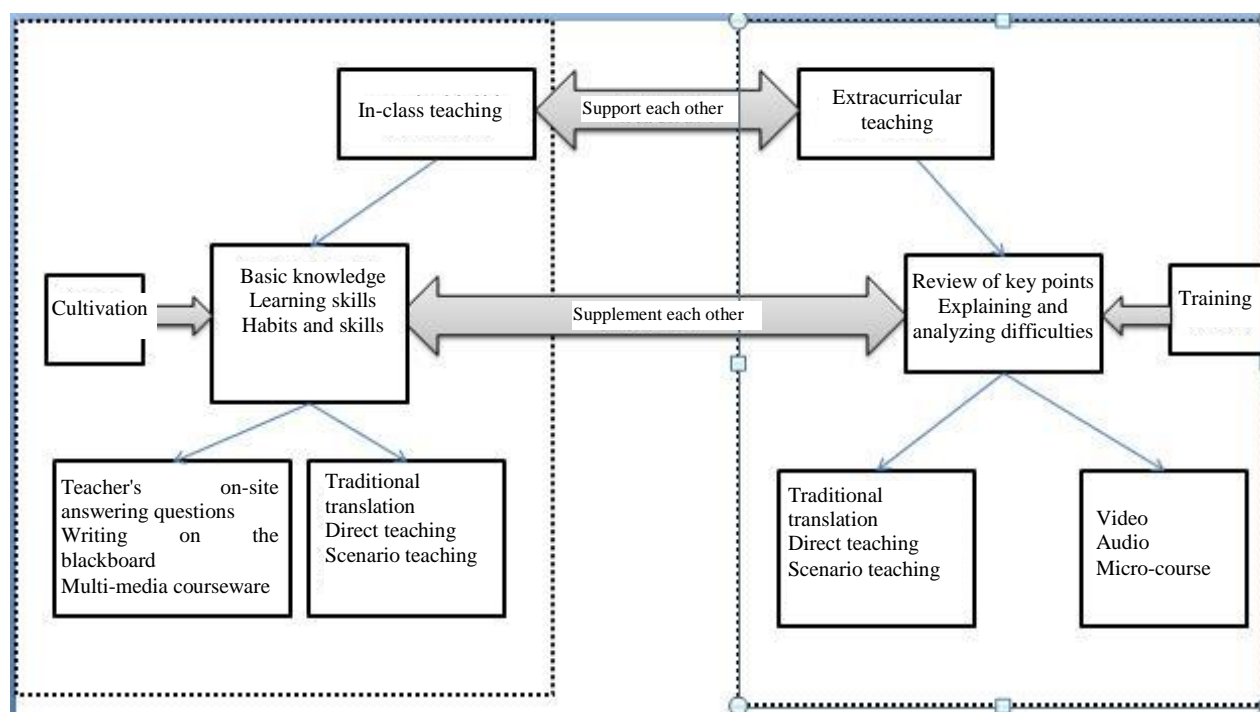 In-class teaching
Support each other
Extracurricular
teaching
Cultivation
Basic knowledge
Learning skills
Habits and skills
Supplement each other
Review of key points
Explaining and
analyzing difficulties
Training
Teacher's on-site
answering questions
Writing on the
blackboard
Multi-media courseware
Traditional
translation
Direct teaching
Scenario teaching
Traditional
translation
Direct teaching
Scenario teaching
Video
Audio
Micro-course